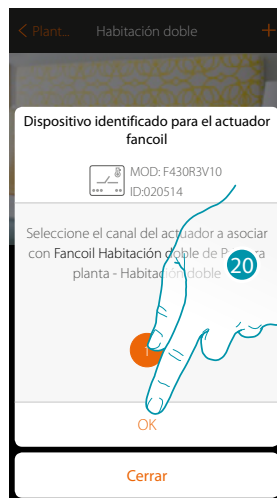 < Plant... Habitación doble +
Dispositivo identificado para el actuador
fancoil
MOD: F430R3V10
ID:020514
Seleccione el canal del actuador a asociar
con Fancoil Habitación doble de
planta - Habitación doble
20
1
OK
Cerrar